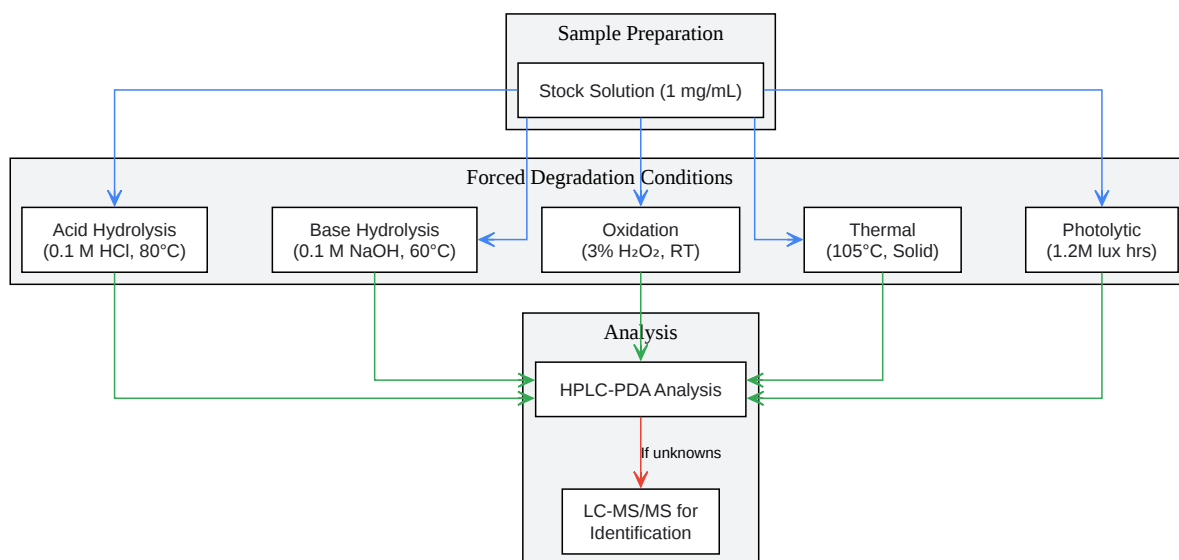 Sample Preparation
Stock Solution (1 mg/mL)
Forced Degradation Conditions
Acid Hydrolysis
(0.1 M HCl, 80°C)
Base Hydrolysis
(0.1 M NaOH, 60°C)
Oxidation
(3% H₂O₂, RT)
Thermal
(105°C, Solid)
Photolytic
(1.2M lux hrs)
Analysis
HPLC-PDA Analysis
If unknowns
LC-MS/MS for
Identification